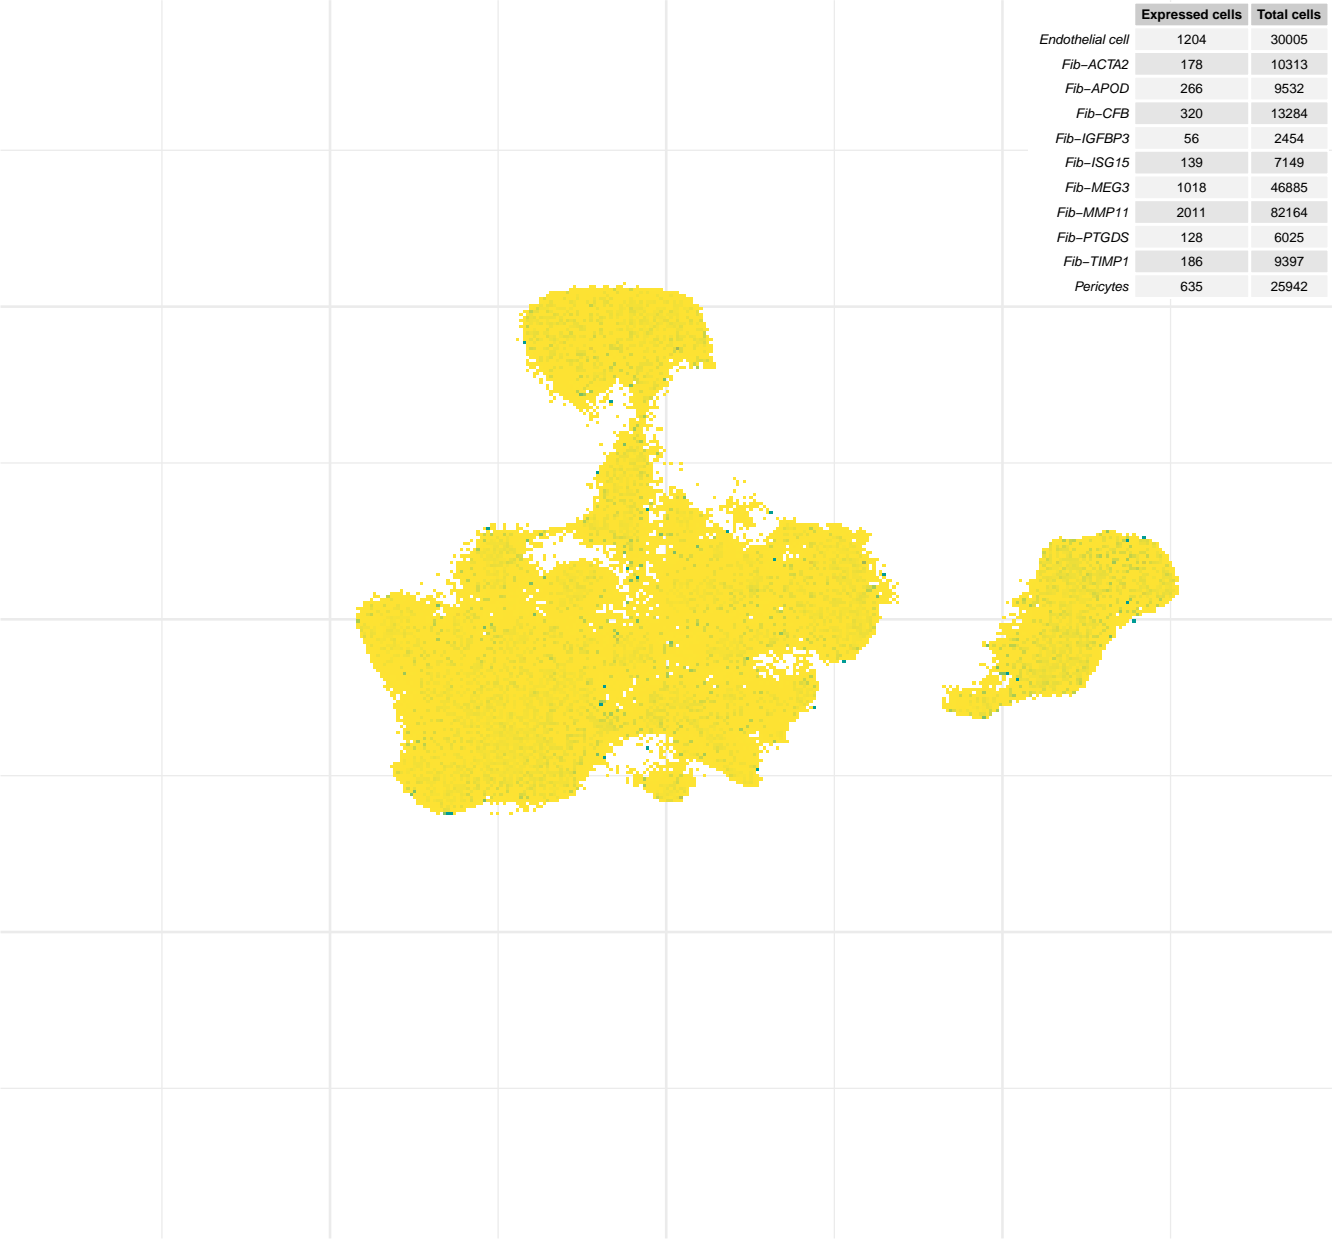 Expressed cells Total cells
Endothelial cell 1204 30005
Fib−ACTA2 178 10313
Fib−APOD 266 9532
Fib−CFB 320 13284
Fib−IGFBP3 56 2454
Fib−ISG15 139 7149
Fib−MEG3 1018 46885
Fib−MMP11 2011 82164
Fib−PTGDS 128 6025
Fib−TIMP1 186 9397
Pericytes 635 25942